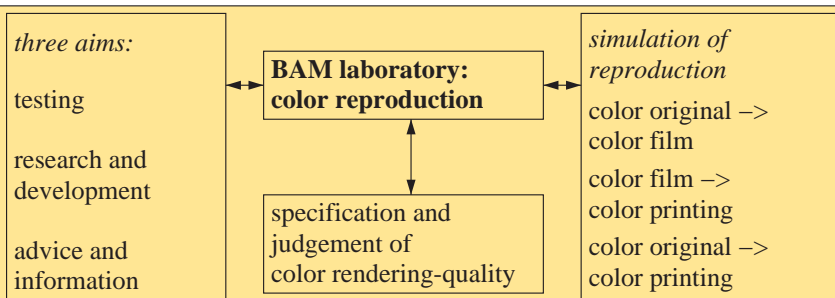 three aims:
testing
research and
development
advice and
information
BAM laboratory:
color reproduction
specification and
judgement of
color rendering-quality
simulation of
reproduction
color original –>
color film
color film –>
color printing
color original –>
color printing